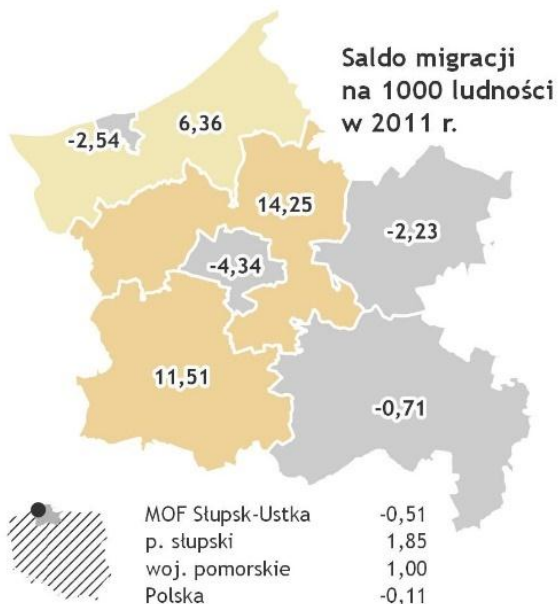 Saldo migracji
na 1000 ludności
w 2011 r.
6,36
-2,54
14,25
-2,23
-4,34
11,51
-0,71
MOF Słupsk-Ustka -0,51
p. słupski 1,85
woj. pomorskie 1,00
Polska -0,11